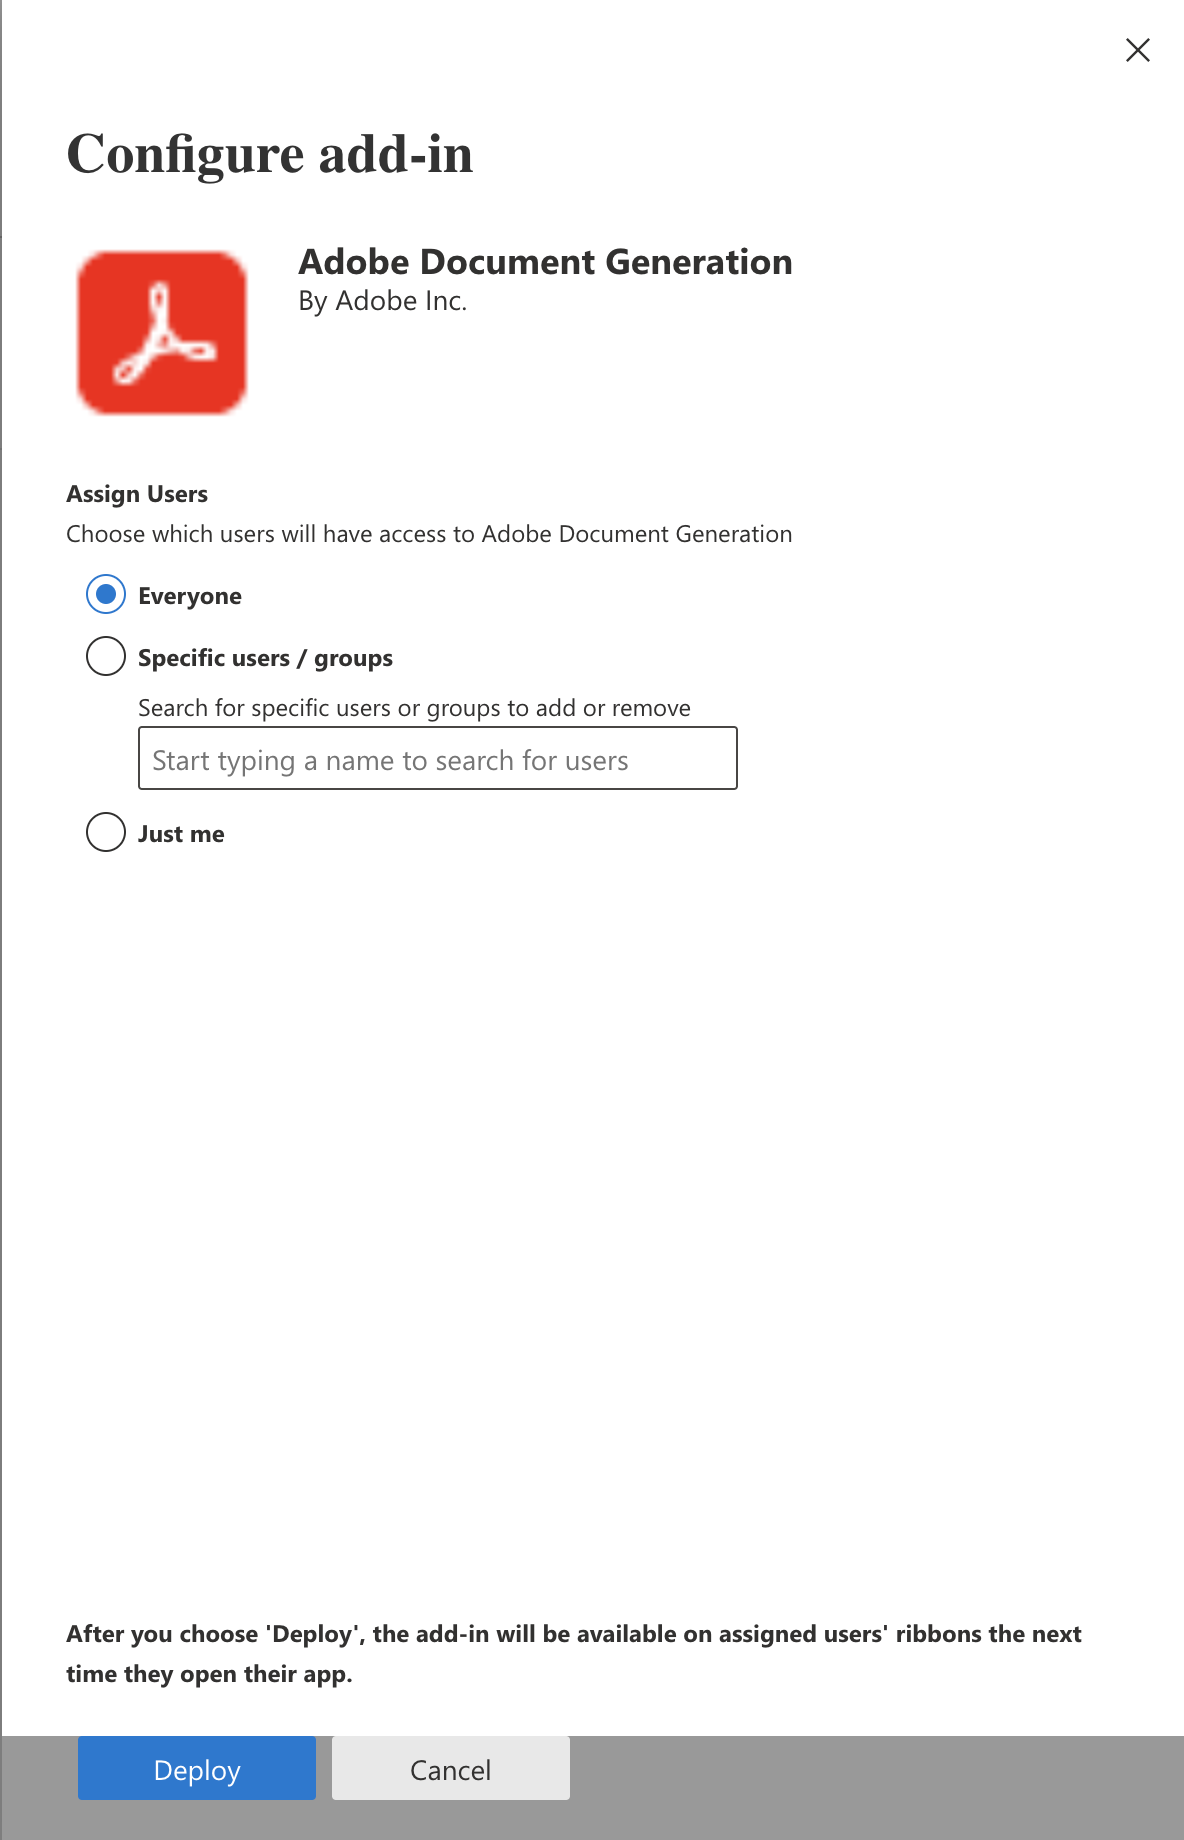 Configure add-in
Adobe Document Generation
By Adobe Inc.
Assign Users
Choose which users will have access to Adobe Document Generation
Everyone
Specific users / groups
Search for specific users or groups to add or remove
Start typing a name to search for users
Just me
After you choose 'Deploy', the add-in will be available on assigned users' ribbons the next
time they open their app.
Deploy
Cancel